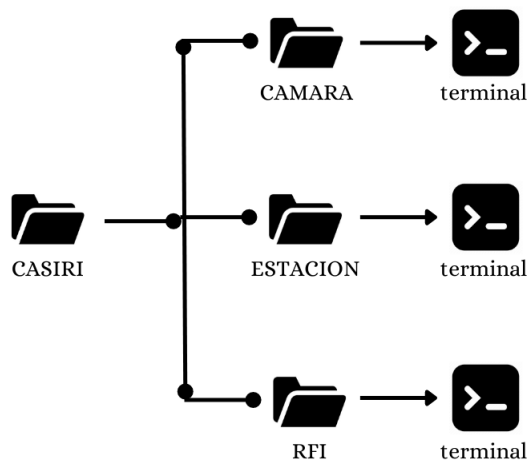 CAMARA
terminal
CASIRI
ESTACION
terminal
RFI
terminal